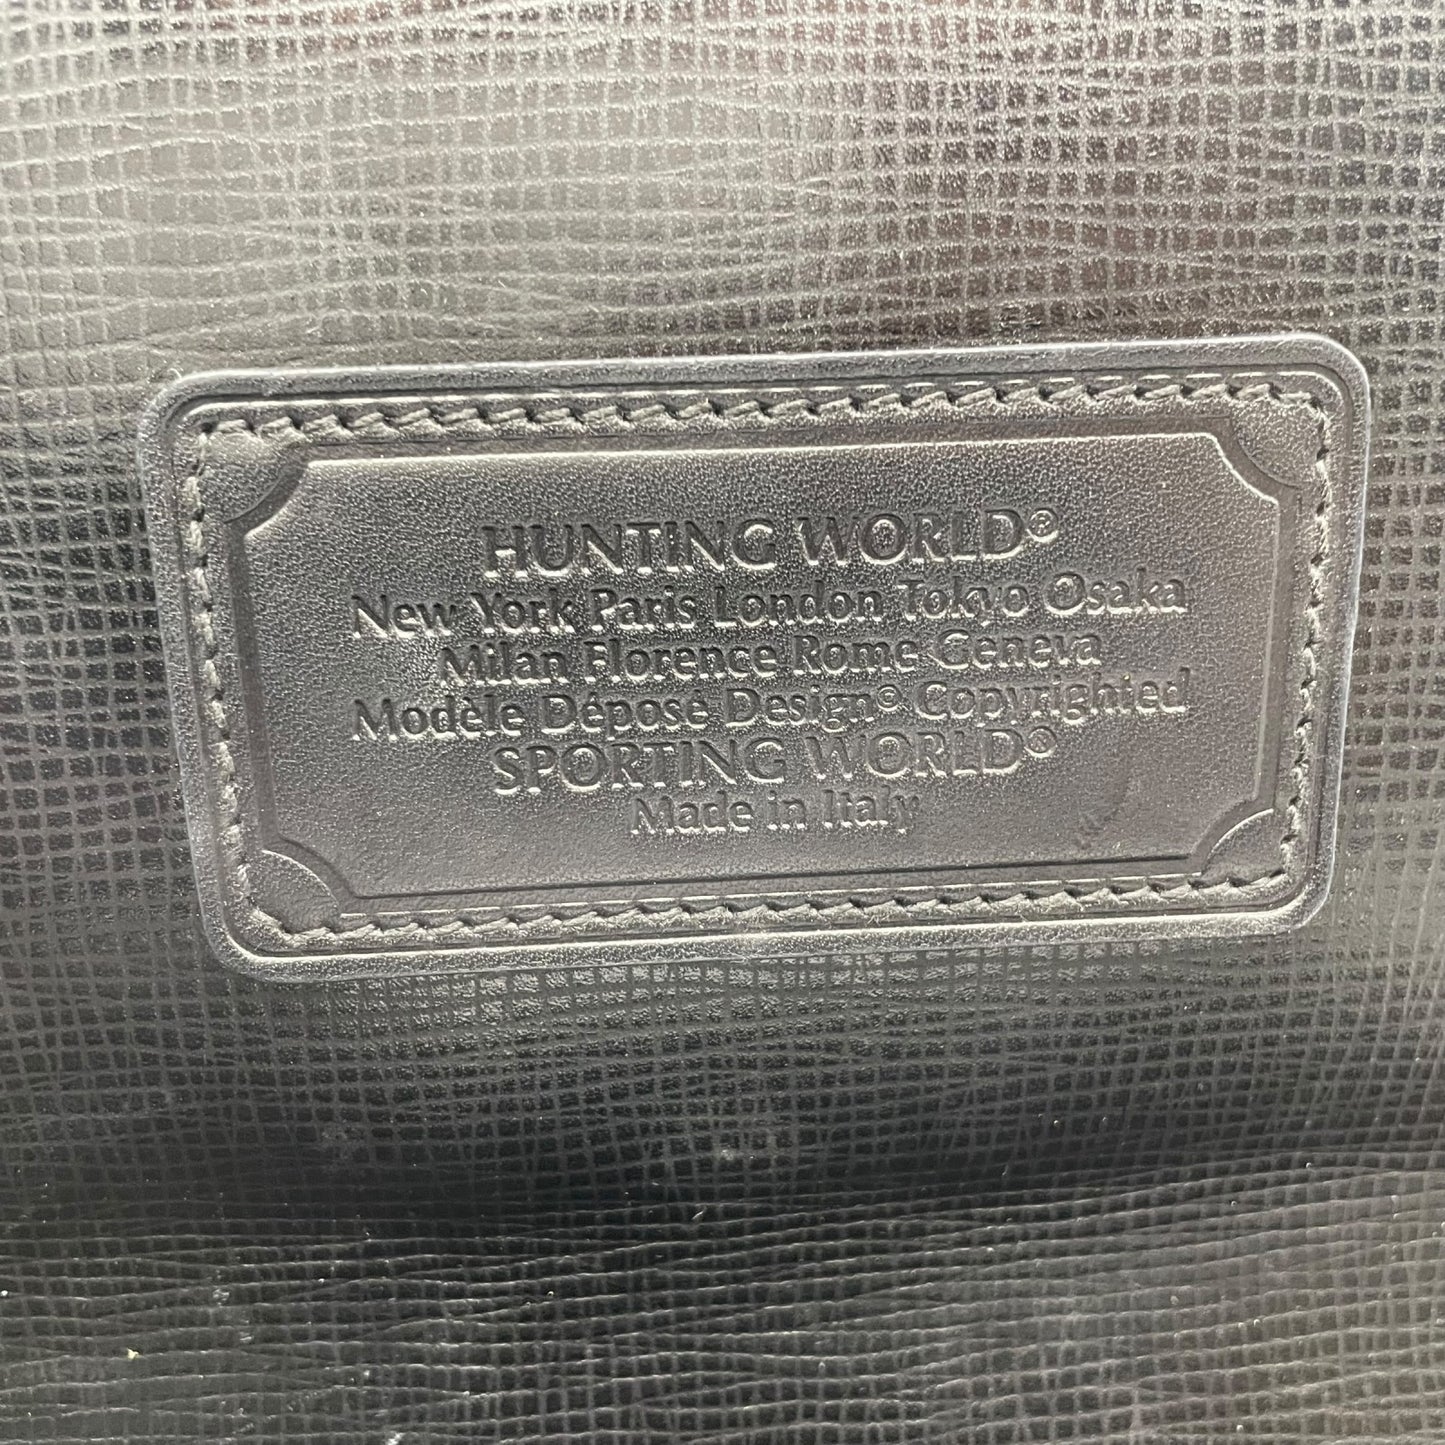 HUNTING WORLD®
New York Paris London Tokyo Osaka
Milan Florence Rome Geneva
Modèle Déposé Design© Copyrighted
SPORTING WORLD®
Made in Italy